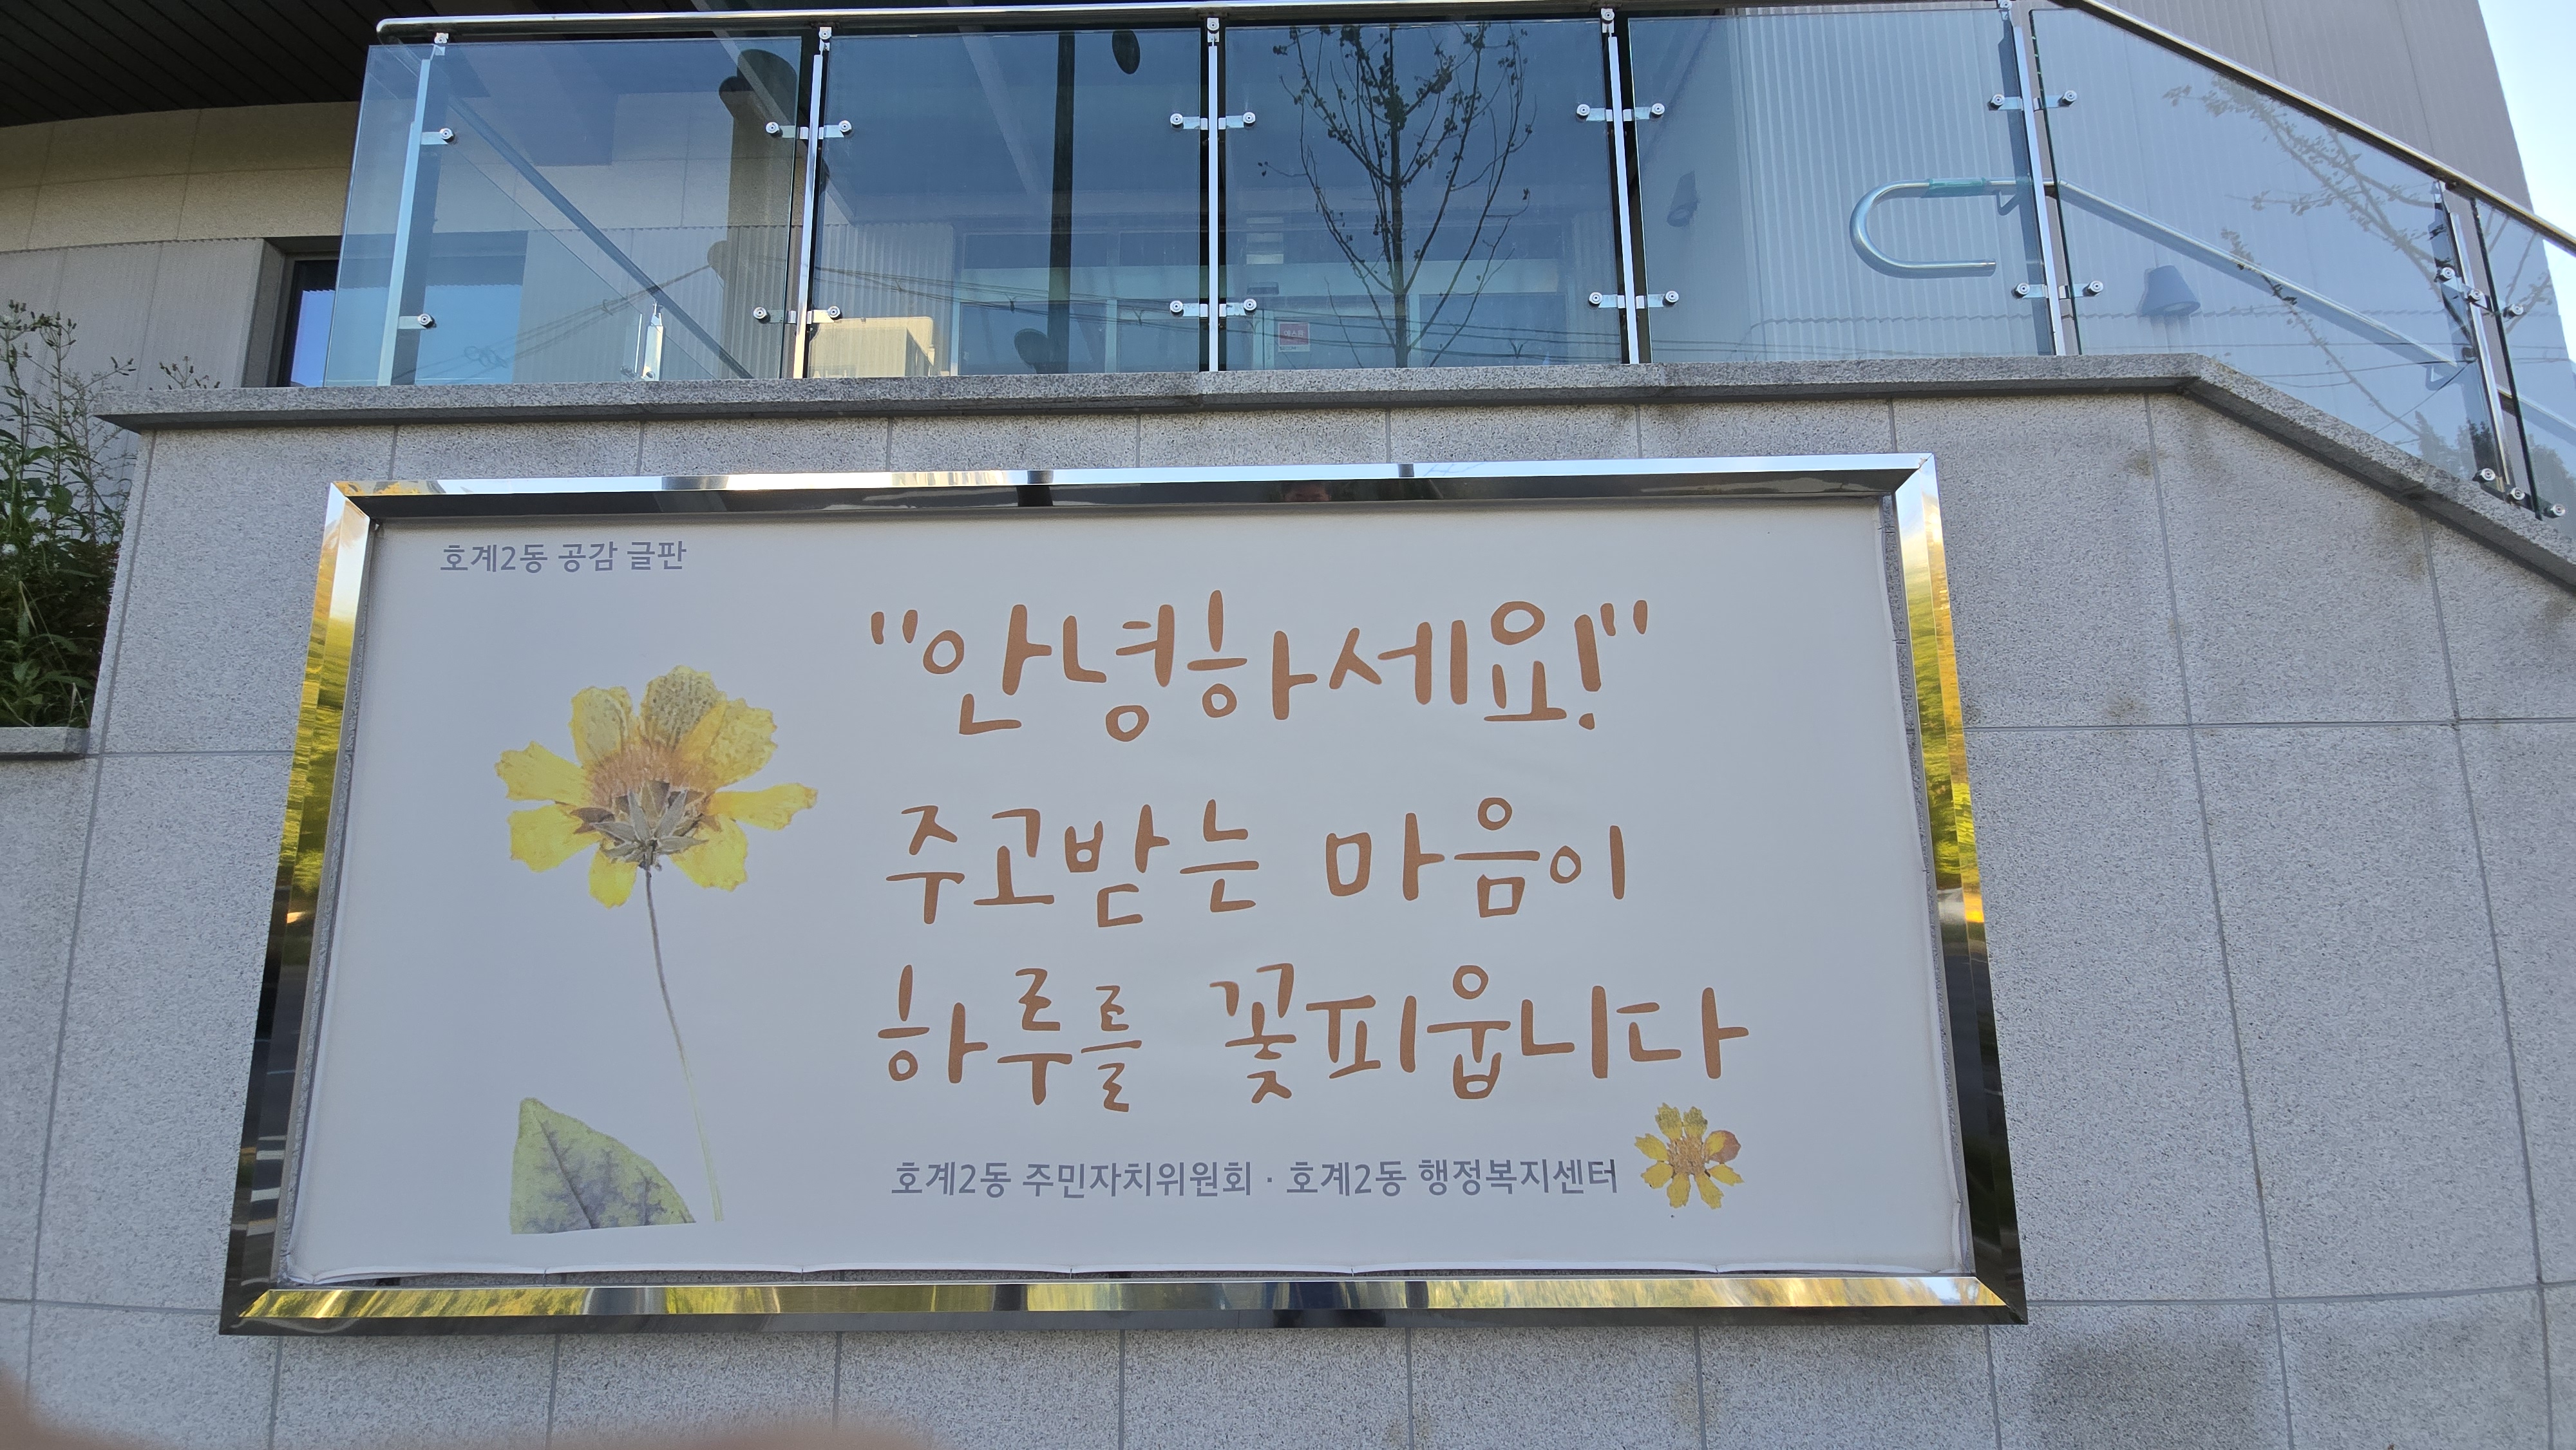 호계2동 공감 글판
"안녕하세요!"
주고받는 마음이
하루를 꽃피웁니다
호계2동 주민자치위원회 · 호계2동 행정복지센터